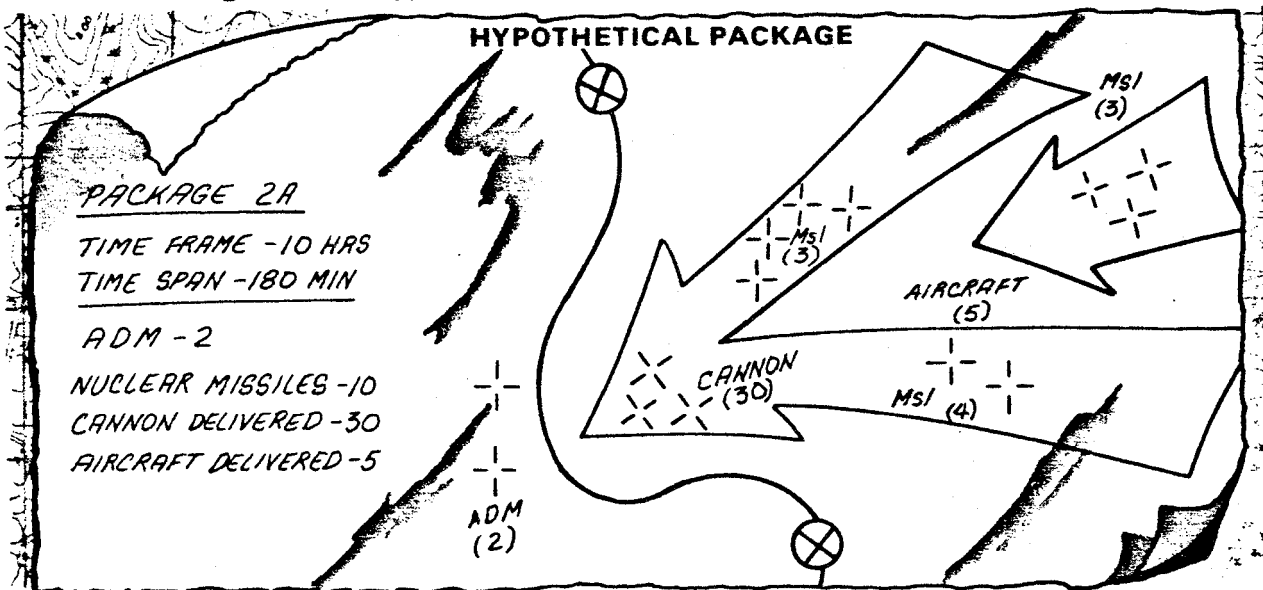 HYPOTHETICAL PACKAGE
PACKAGE 2A
TIME FRAME -10 HRS
TIME SPAN -180 MIN
ADM - 2
NUCLEAR MISSILES -10
CANNON DELIVERED -30
AIRCRAFT DELIVERED -5
Msl
(3)
Msl
(3)
AIRCRAFT
(5)
CANNON
(30)
Msl (4)
ADM
(2)